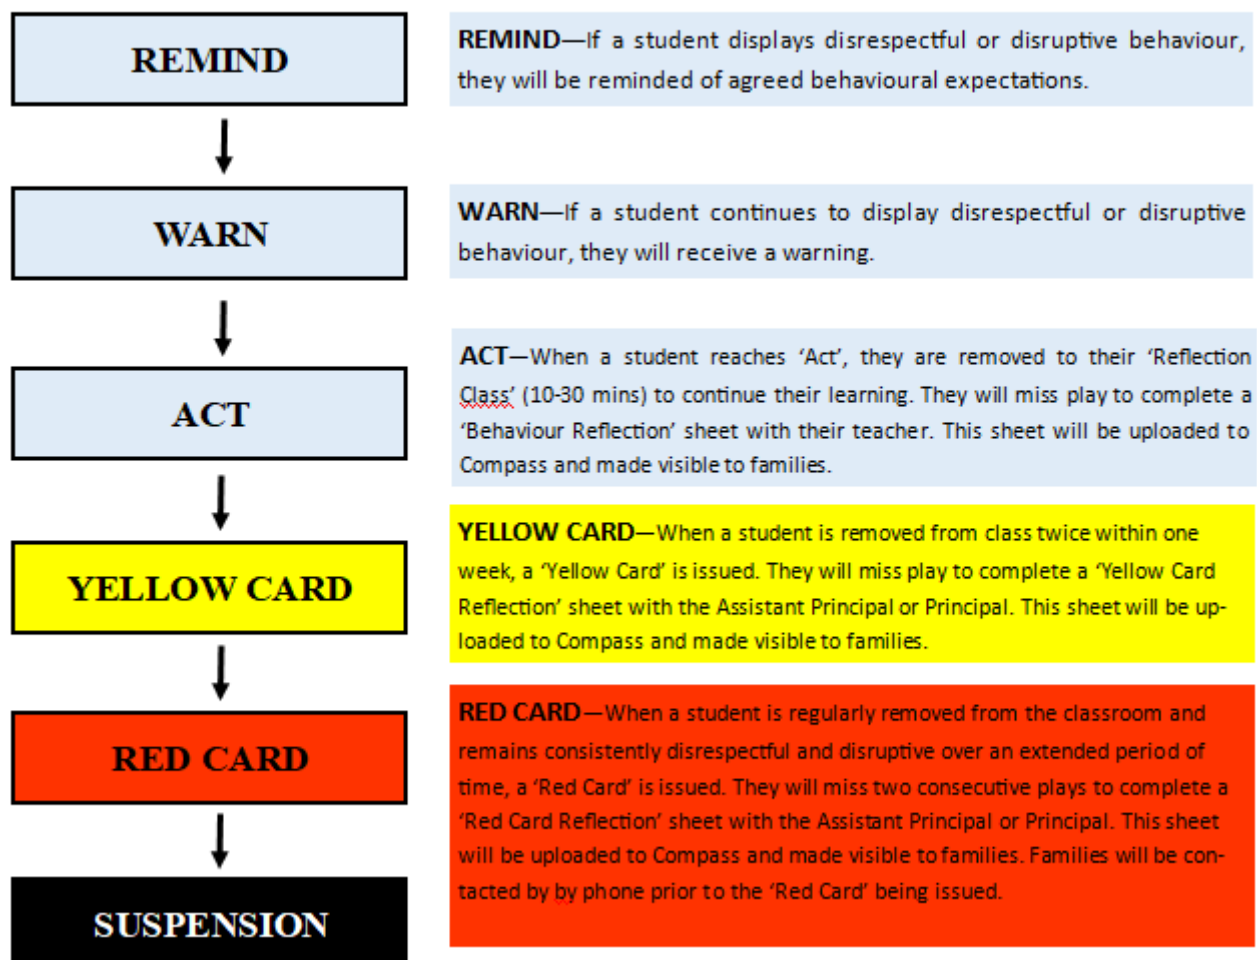 REMIND
REMIND—If a student displays disrespectful or disruptive behaviour,
they will be reminded of agreed behavioural expectations.
WARN
WARN—If a student continues to display disrespectful or disruptive
behaviour, they will receive a warning.
ACT
ACT—When a student reaches ‘Act’, they are removed to their ‘Reflection
Class’ (10-30 mins) to continue their learning. They will miss play to complete a
‘Behaviour Reflection’ sheet with their teacher. This sheet will be uploaded to
Compass and made visible to families.
YELLOW CARD
YELLOW CARD—When a student is removed from class twice within one
week, a ‘Yellow Card’ is issued. They will miss play to complete a ‘Yellow Card
Reflection’ sheet with the Assistant Principal or Principal. This sheet will be up-
loaded to Compass and made visible to families.
RED CARD
RED CARD—When a student is regularly removed from the classroom and
remains consistently disrespectful and disruptive over an extended period of
time, a ‘Red Card’ is issued. They will miss two consecutive plays to complete a
‘Red Card Reflection’ sheet with the Assistant Principal or Principal. This sheet
will be uploaded to Compass and made visible to families. Families will be con-
tacted by by phone prior to the ‘Red Card’ being issued.
SUSPENSION